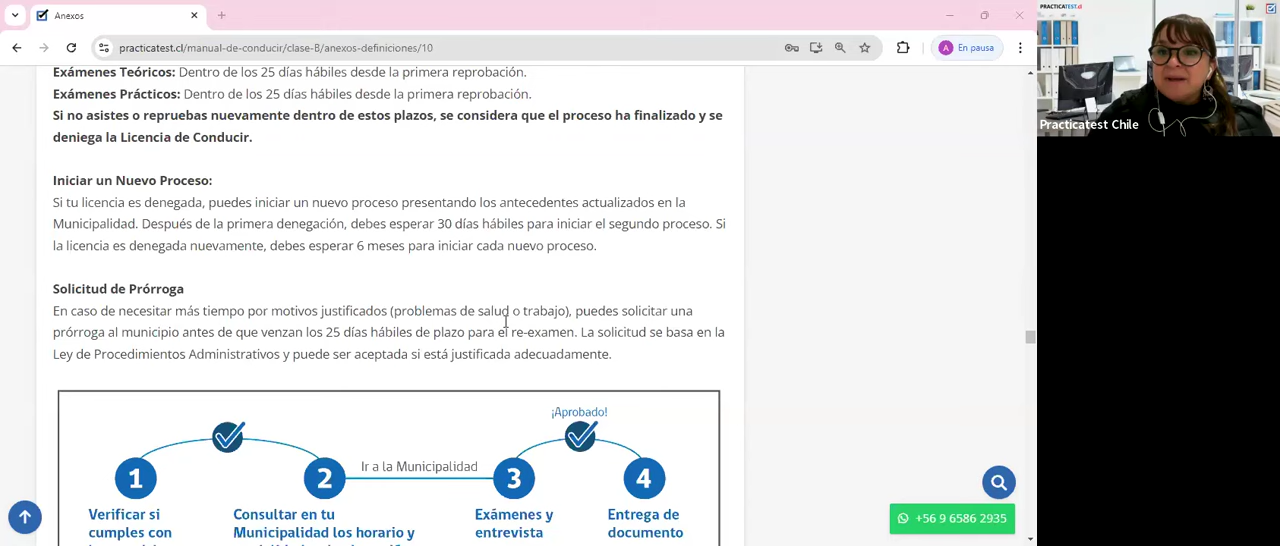 Anexos
practicatest.cl/manual-de-conducir/clase-B/anexos-definiciones/10
A
En pausa
Exámenes Teóricos: Dentro de los 25 días hábiles desde la primera reprobación.
Exámenes Prácticos: Dentro de los 25 días hábiles desde la primera reprobación.
Si no asistes o repruebas nuevamente dentro de estos plazos, se considera que el proceso ha finalizado y se
deniega la Licencia de Conducir.
Iniciar un Nuevo Proceso:
Si tu licencia es denegada, puedes iniciar un nuevo proceso presentando los antecedentes actualizados en la
Municipalidad. Después de la primera denegación, debes esperar 30 días hábiles para iniciar el segundo proceso. Si
la licencia es denegada nuevamente, debes esperar 6 meses para iniciar cada nuevo proceso.
Solicitud de Prórroga
En caso de necesitar más tiempo por motivos justificados (problemas de salud o trabajo), puedes solicitar una
prórroga al municipio antes de que venzan los 25 días hábiles de plazo para el re-examen. La solicitud se basa en la
Ley de Procedimientos Administrativos y puede ser aceptada si está justificada adecuadamente.
¡Aprobado!
Ir a la Municipalidad
1
2
3
4
Verificar si
cumples con
Consultar en tu
Municipalidad los horario y
Exámenes y
entrevista
Entrega de
documento
+56 9 6586 2935
PRACTICATEST.cl
Practicatest Chile